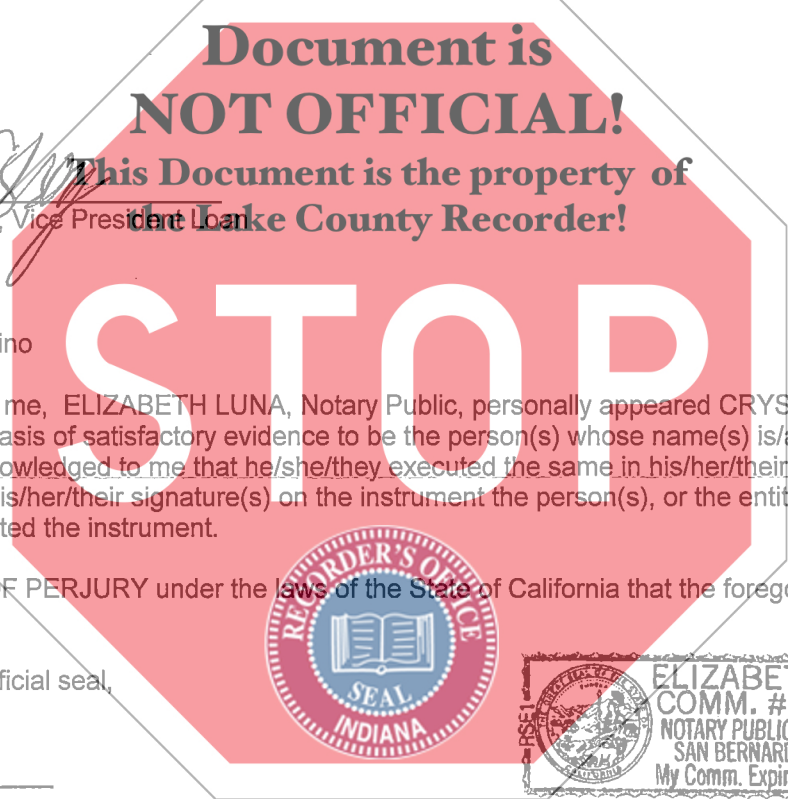 Document is
NOT OFFICIAL!
This Document is the property of
the Lake County Recorder!
, Vice President Loan
STOP
ino
me, ELIZABETH LUNA, Notary Public, personally appeared CRYS
asis of satisfactory evidence to be the person(s) whose name(s) is/a
owledged to me that he/she/they executed the same in his/her/their
is/her/their signature(s) on the instrument the person(s), or the entit
ted the instrument.
F PERJURY under the laws of the State of California that the forego
ficial seal,
RECORDER'S OFFICE
SEAL
INDIANA
RSE1
ELIZABET
COMM. #
NOTARY PUBLIC
SAN BERNARD
My Comm. Expir